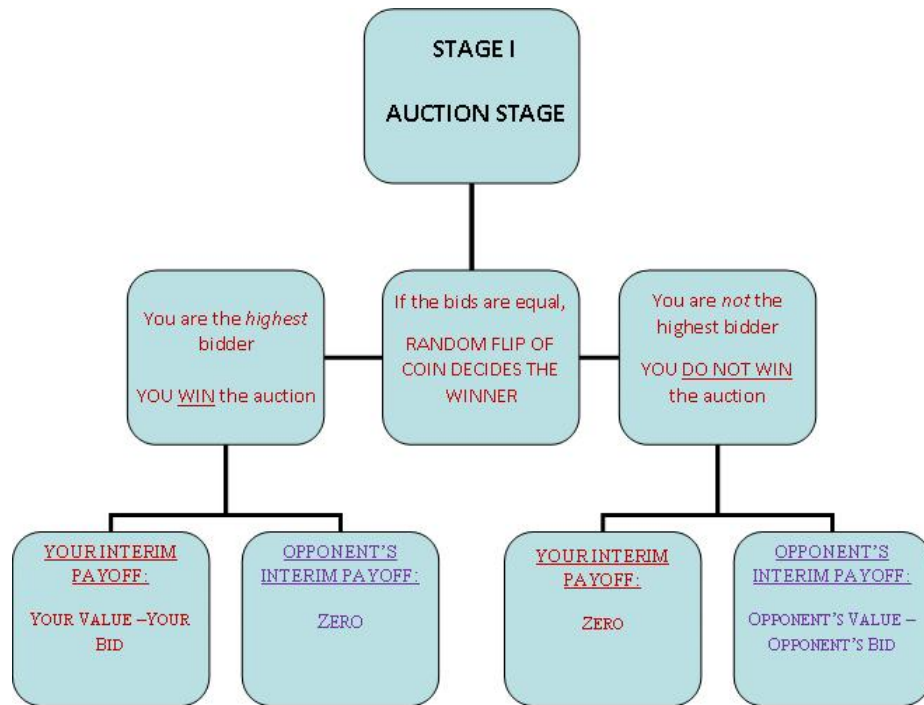 STAGE I
AUCTION STAGE
You are the highest
bidder
YOU WIN the auction
If the bids are equal,
RANDOM FLIP OF
COIN DECIDES THE
WINNER
You are not the
highest bidder
YOU DO NOT WIN
the auction
YOUR INTERIM
PAYOFF:
YOUR VALUE –YOUR
BID
OPPONENT'S
INTERIM PAYOFF:
ZERO
YOUR INTERIM
PAYOFF:
ZERO
OPPONENT'S
INTERIM PAYOFF:
OPPONENT'S VALUE –
OPPONENT'S BID